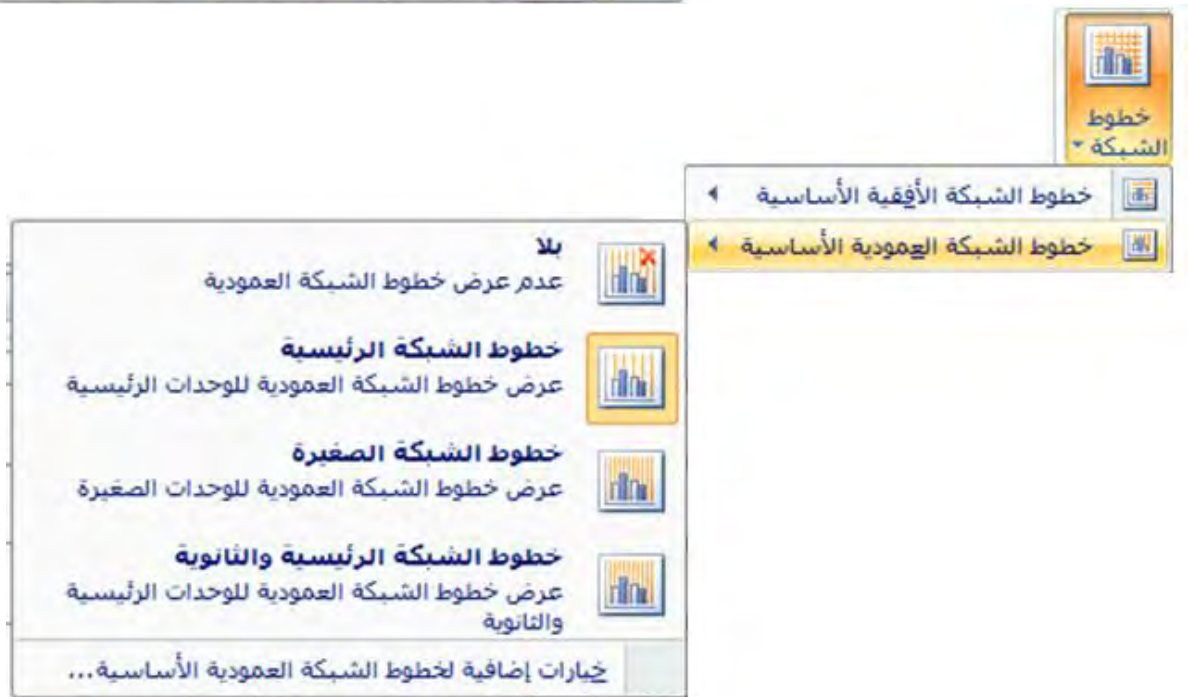 خطوط
الشبكة
خطوط الشبكة الأفقية الأساسية
خطوط الشبكة العمودية الأساسية
بلا
عدم عرض خطوط الشبكة العمودية
خطوط الشبكة الرئيسية
عرض خطوط الشبكة العمودية للوحدات الرئيسية
خطوط الشبكة الصغيرة
عرض خطوط الشبكة العمودية للوحدات الصغيرة
خطوط الشبكة الرئيسية والثانوية
عرض خطوط الشبكة العمودية للوحدات الرئيسية
والثانوية
خيارات إضافية لخطوط الشبكة العمودية الأساسية...